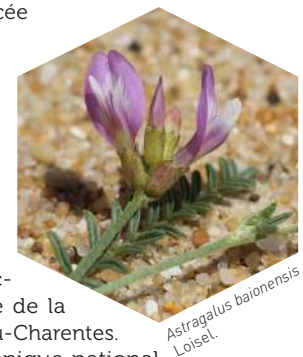 cée
Astragalus baionensis
Loisel.
c-
e de la
u-Charentes.
nique national